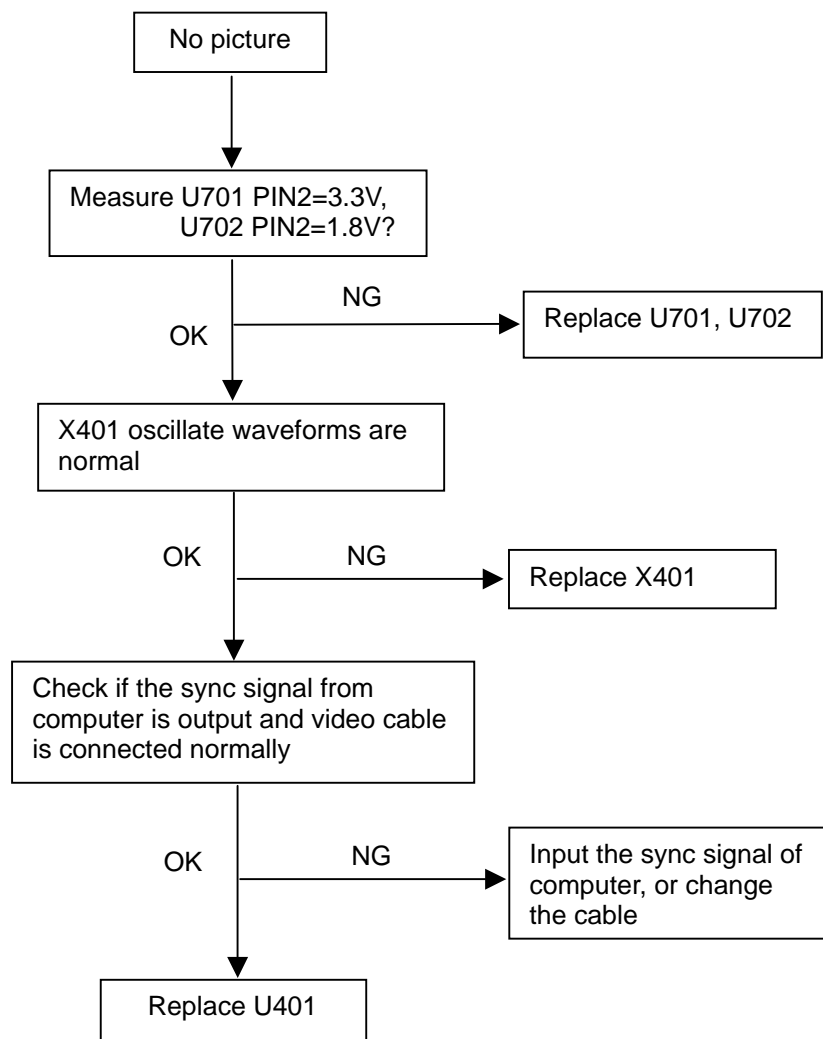 No picture
Measure U701 PIN2=3.3V,
U702 PIN2=1.8V?
NG
OK
Replace U701, U702
X401 oscillate waveforms are
normal
OK
NG
Replace X401
Check if the sync signal from
computer is output and video cable
is connected normally
OK
NG
Input the sync signal of
computer, or change
the cable
Replace U401